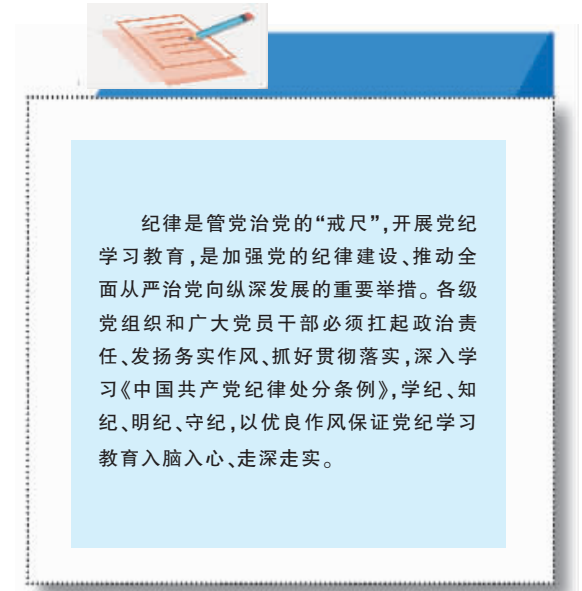 纪律是管党治党的“戒尺”,开展党纪
学习教育,是加强党的纪律建设、推动全
面从严治党向纵深发展的重要举措。各级
党组织和广大党员干部必须扛起政治责
任、发扬务实作风、抓好贯彻落实,深入学
习《中国共产党纪律处分条例》,学纪、知
纪、明纪、守纪,以优良作风保证党纪学习
教育入脑入心、走深走实。